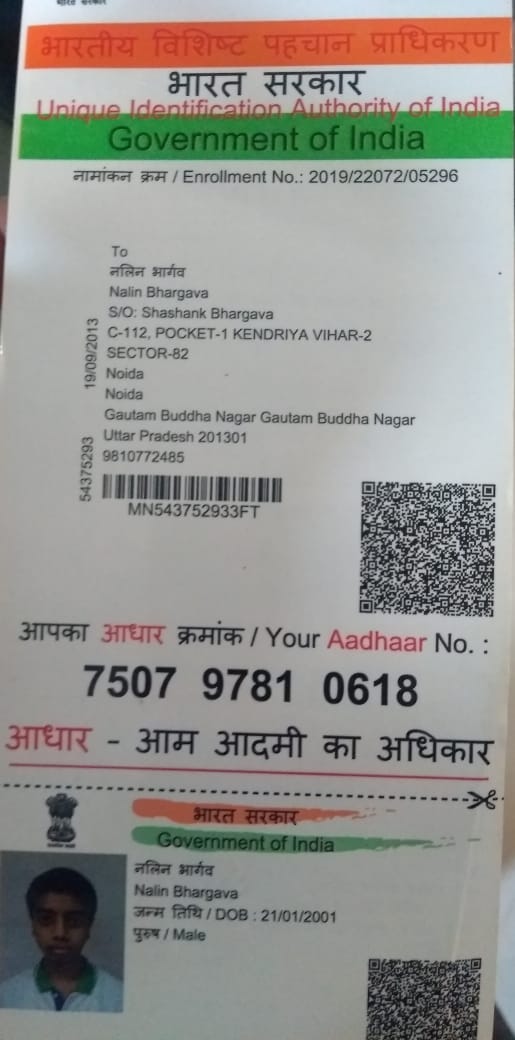 भारत सरकार
भारतीय विशिष्ट पहचान प्राधिकरण
भारत सरकार
Unique Identification Authority of India
Government of India
नामांकन क्रम / Enrollment No.: 2019/22072/05296
To
नलिन भार्गव
Nalin Bhargava
S/O: Shashank Bhargava
C-112, POCKET-1 KENDRIYA VIHAR-2
SECTOR-82
Noida
Noida
Gautam Buddha Nagar Gautam Buddha Nagar
Uttar Pradesh 201301
9810772485
19/09/2013
54375293
MN543752933FT
आपका आधार क्रमांक / Your Aadhaar No. :
7507 9781 0618
आधार - आम आदमी का अधिकार
भारत सरकार
Government of India
नलिन भार्गव
Nalin Bhargava
जन्म तिथि / DOB : 21/01/2001
पुरुष / Male